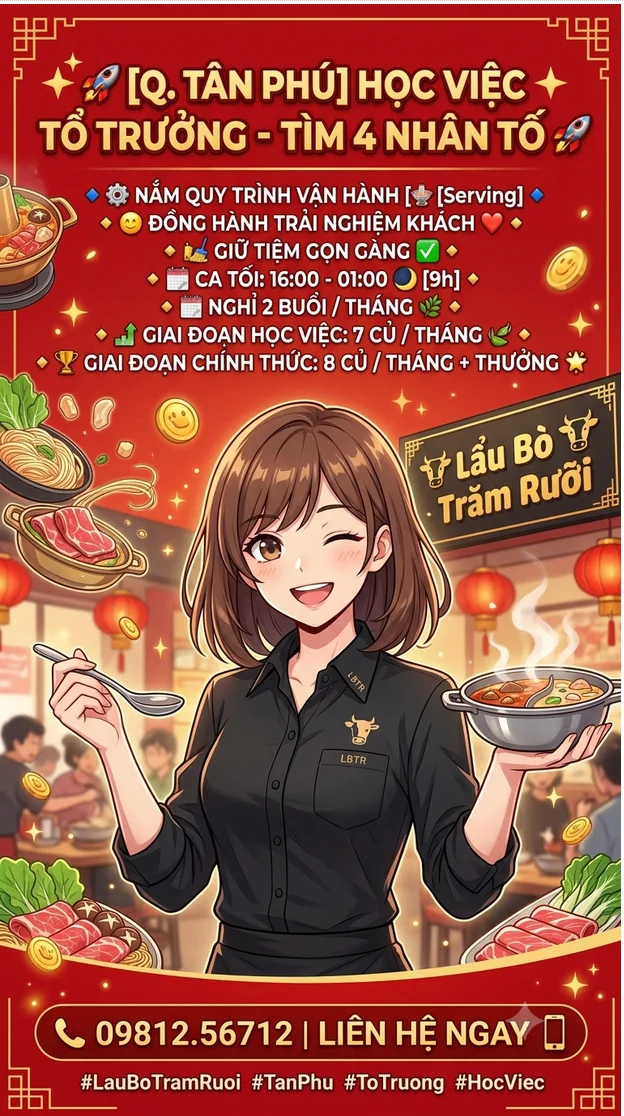 🚀 [Q. TÂN PHÚ] HỌC VIỆC
TỔ TRƯỞNG - TÌM 4 NHÂN TỐ 🚀
🔹 ⚙️ NẮM QUY TRÌNH VẬN HÀNH [🍲 [Serving] 🔹
🔸 😊 ĐỒNG HÀNH TRẢI NGHIỆM KHÁCH ❤️ 🔸
🔸 🧹 GIỮ TIỆM GỌN GÀNG ✅ 🔸
🔸 🗓️ CA TỐI: 16:00 - 01:00 🌙 [9h] 🔸
🔸 🗓️ NGHỈ 2 BUỔI / THÁNG 🌿 🔸
🔸 📈 GIAI ĐOẠN HỌC VIỆC: 7 CỦ / THÁNG 🌿 🔸
🔸 🏆 GIAI ĐOẠN CHÍNH THỨC: 8 CỦ / THÁNG + THƯỞNG 🌟
Lẩu Bò
Trăm Rưỡi
LBTR
LBTR
📞 09812.56712 | LIÊN HỆ NGAY 📱
#LauBoTramRuoi #TanPhu #ToTruong #HocViec